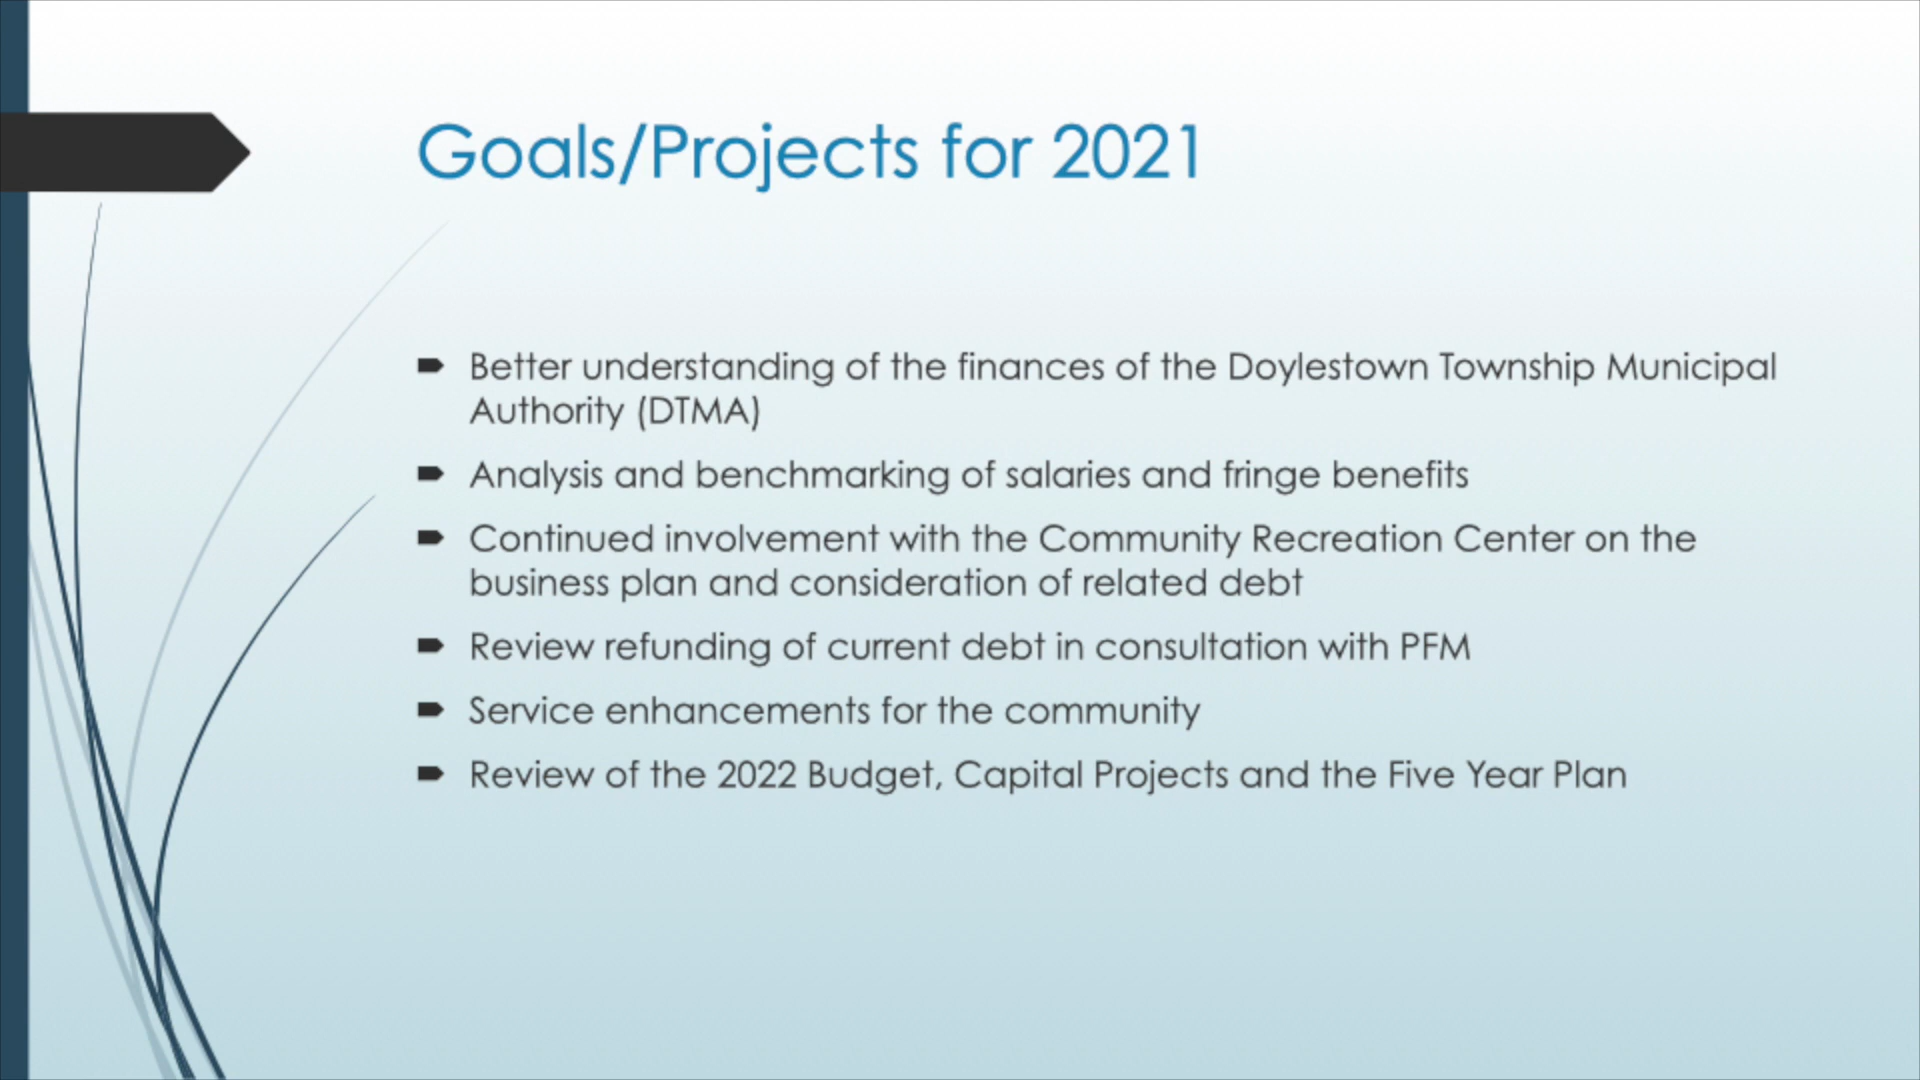 Goals/Projects for 2021
Better understanding of the finances of the Doylestown Township Municipal
Authority (DTMA)
Analysis and benchmarking of salaries and fringe benefits
Continued involvement with the Community Recreation Center on the
business plan and consideration of related debt
Review refunding of current debt in consultation with PFM
Service enhancements for the community
Review of the 2022 Budget, Capital Projects and the Five Year Plan